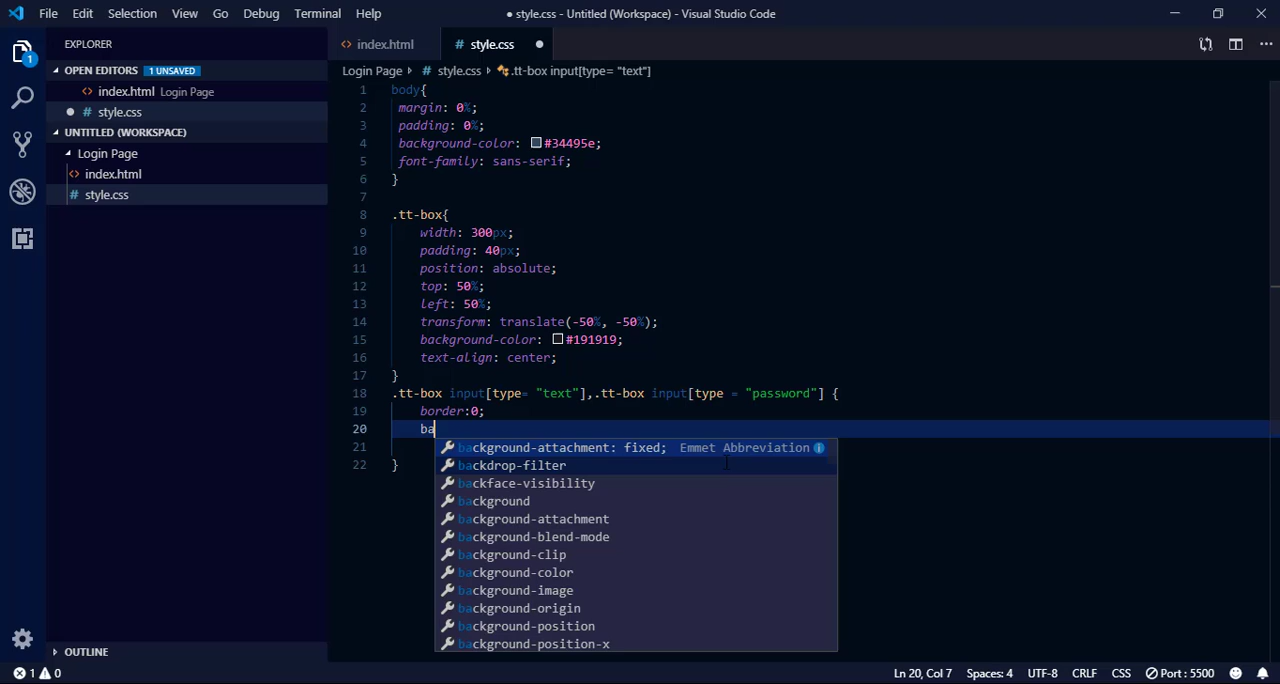 File Edit Selection View Go Debug Terminal Help ● style.css - Untitled (Workspace) - Visual Studio Code
EXPLORER
<> index.html # style.css ●
OPEN EDITORS 1 UNSAVED
Login Page # style.css .tt-box input[type= "text"]
<> index.html Login Page
● # style.css
UNTITLED (WORKSPACE)
Login Page
<> index.html
# style.css
1 body{
2 margin: 0%;
3 padding: 0%;
4 background-color: #34495e;
5 font-family: sans-serif;
6 }
7
8 .tt-box{
9 width: 300px;
10 padding: 40px;
11 position: absolute;
12 top: 50%;
13 left: 50%;
14 transform: translate(-50%, -50%);
15 background-color: #191919;
16 text-align: center;
17 }
18 .tt-box input[type= "text"],.tt-box input[type = "password"] {
19 border:0;
20 ba
21
22 }
background-attachment: fixed; Emmet Abbreviation
backdrop-filter
backface-visibility
background
background-attachment
background-blend-mode
background-clip
background-color
background-image
background-origin
background-position
background-position-x
OUTLINE
1
1 0 Ln 20, Col 7 Spaces: 4 UTF-8 CRLF CSS Port : 5500